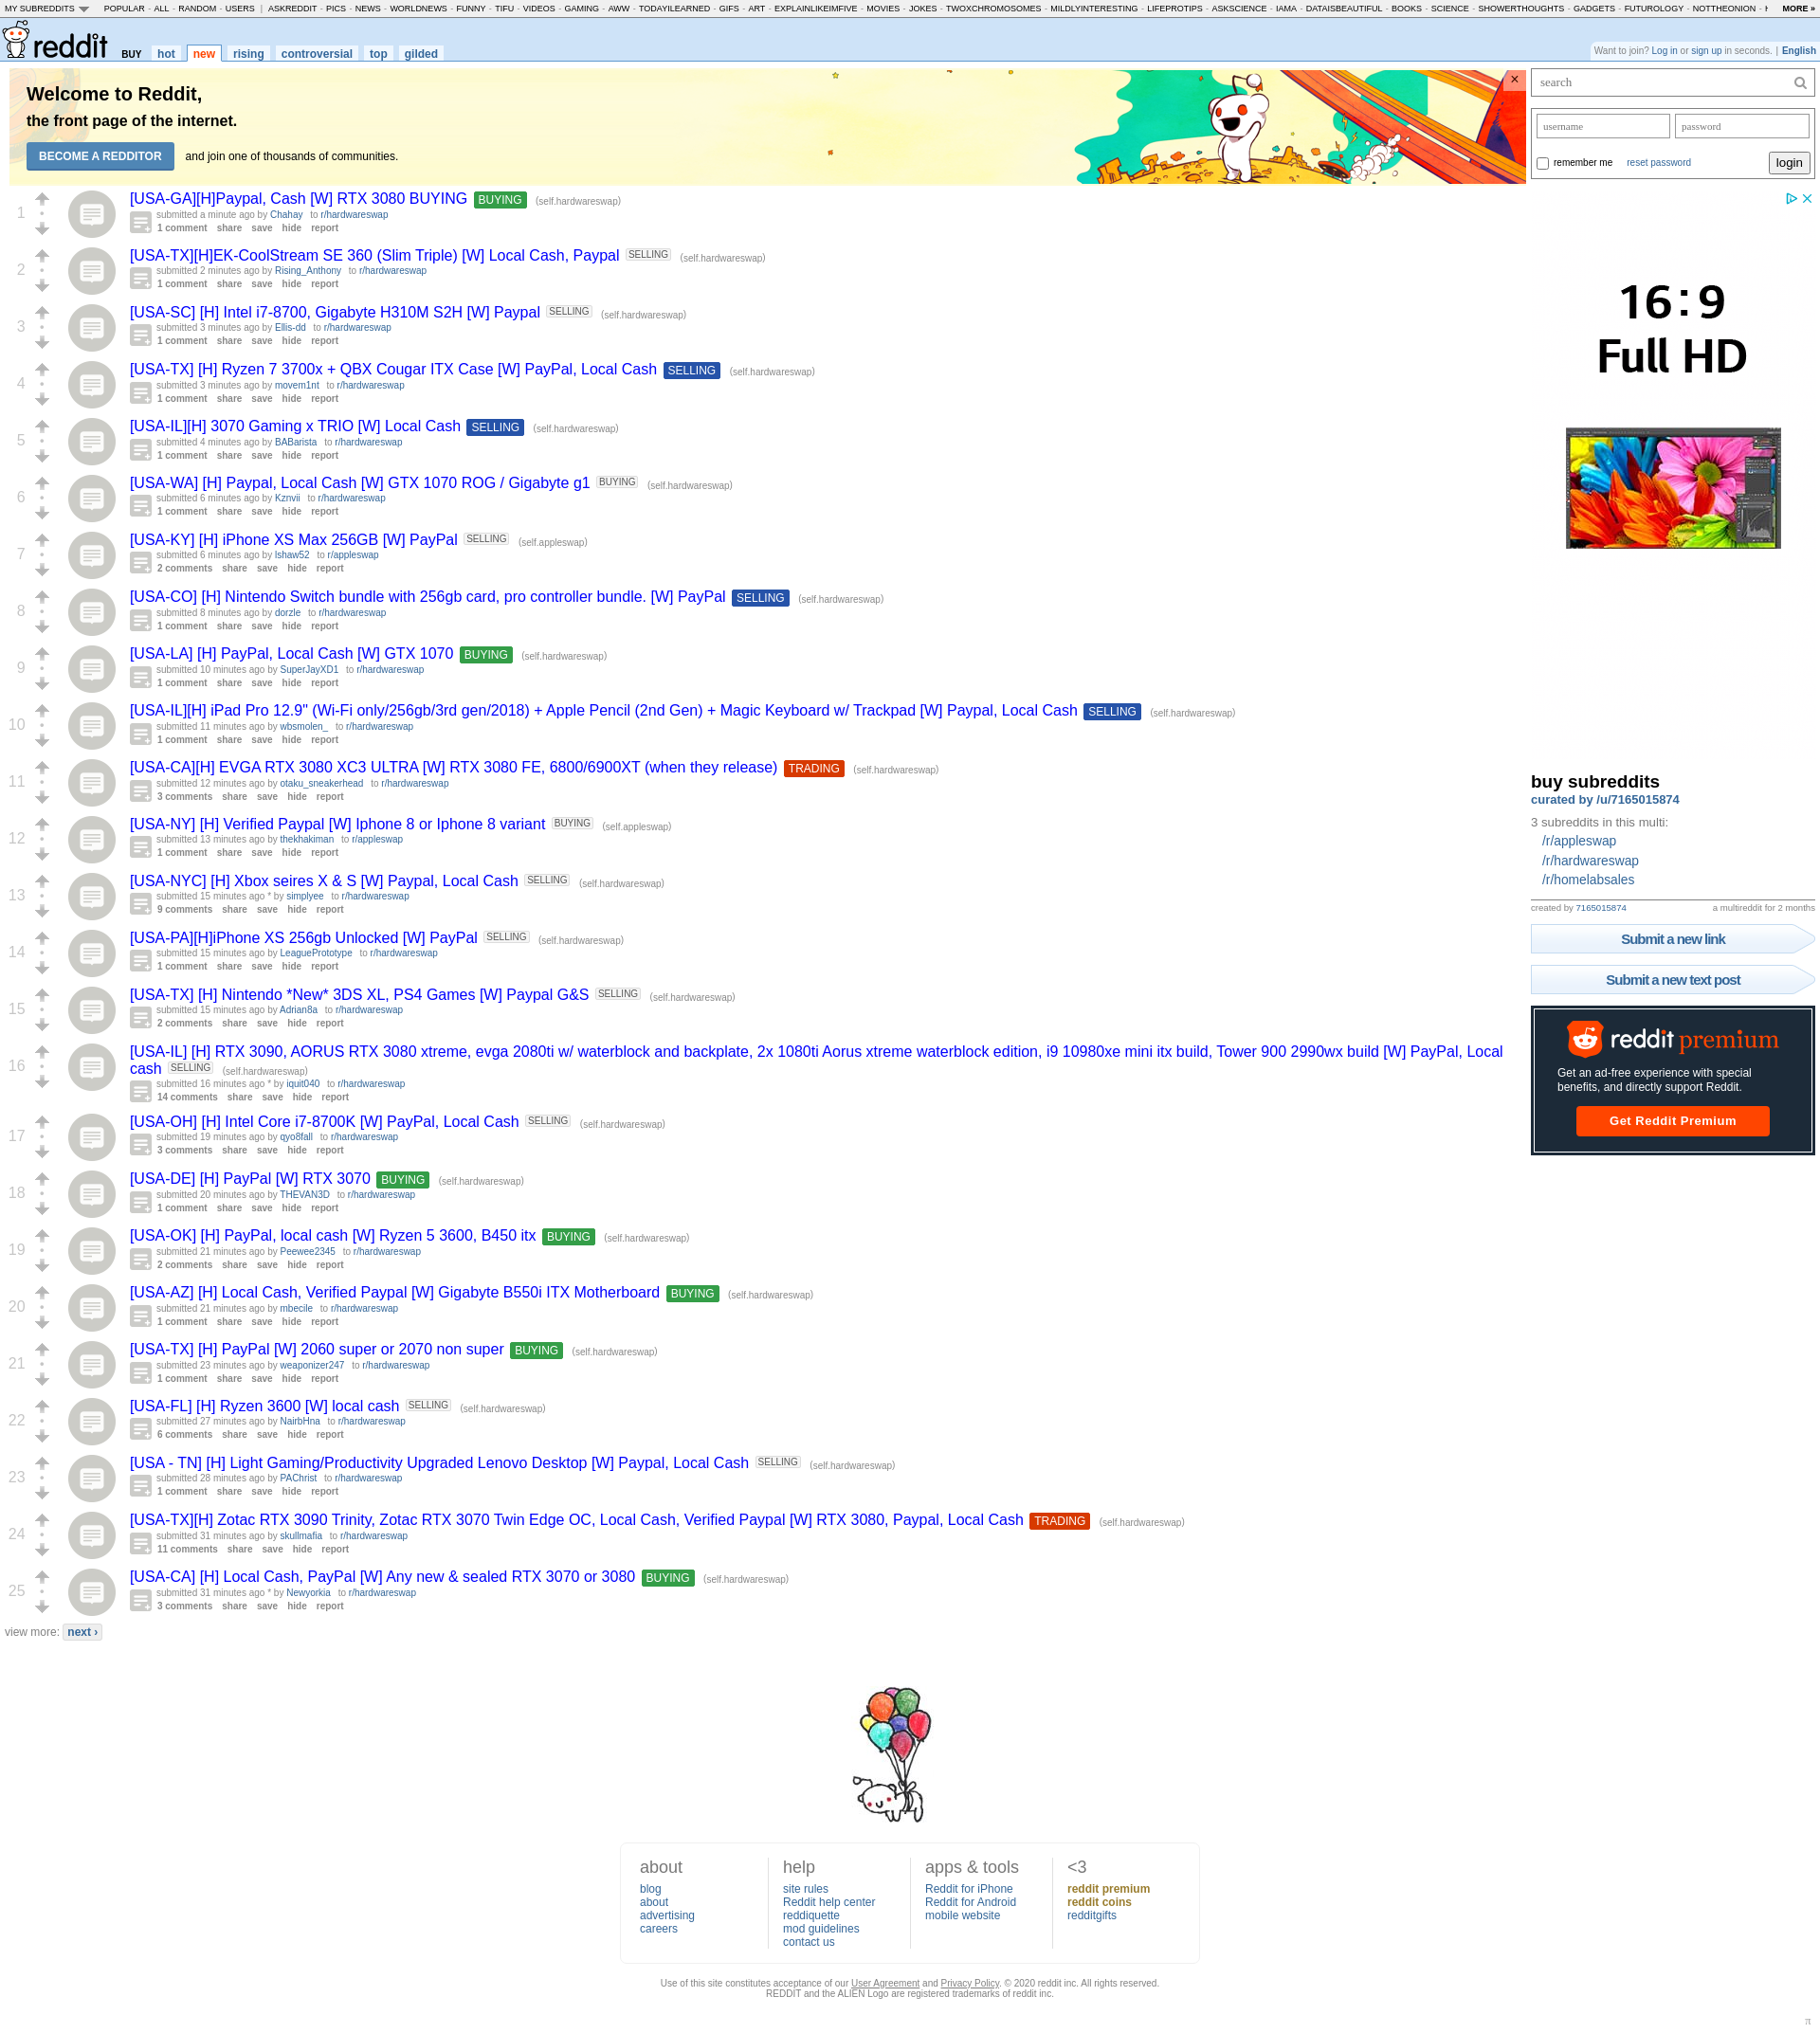 MY SUBREDDITS POPULAR - ALL - RANDOM - USERS | ASKREDDIT - PICS - NEWS - WORLDNEWS - FUNNY - TIFU - VIDEOS - GAMING - AWW - TODAYILEARNED - GIFS - ART - EXPLAINLIKEIMFIVE - MOVIES - JOKES - TWOXCHROMOSOMES - MILDLYINTERESTING - LIFEPROTIPS - ASKSCIENCE - IAMA - DATAISBEAUTIFUL - BOOKS - SCIENCE - SHOWERTHOUGHTS - GADGETS - FUTUROLOGY - NOTTHEONION - MORE »
reddit BUY hot new rising controversial top gilded
Want to join? Log in or sign up in seconds. | English
Welcome to Reddit,
the front page of the internet.
BECOME A REDDITOR and join one of thousands of communities.
×
search
username password
remember me reset password login
1
[USA-GA][H]Paypal, Cash [W] RTX 3080 BUYING BUYING (self.hardwareswap)
submitted a minute ago by Chahay to r/hardwareswap
1 comment share save hide report
2
[USA-TX][H]EK-CoolStream SE 360 (Slim Triple) [W] Local Cash, Paypal SELLING (self.hardwareswap)
submitted 2 minutes ago by Rising_Anthony to r/hardwareswap
1 comment share save hide report
3
[USA-SC] [H] Intel i7-8700, Gigabyte H310M S2H [W] Paypal SELLING (self.hardwareswap)
submitted 3 minutes ago by Ellis-dd to r/hardwareswap
1 comment share save hide report
4
[USA-TX] [H] Ryzen 7 3700x + QBX Cougar ITX Case [W] PayPal, Local Cash SELLING (self.hardwareswap)
submitted 3 minutes ago by movem1nt to r/hardwareswap
1 comment share save hide report
5
[USA-IL][H] 3070 Gaming x TRIO [W] Local Cash SELLING (self.hardwareswap)
submitted 4 minutes ago by BABarista to r/hardwareswap
1 comment share save hide report
6
[USA-WA] [H] Paypal, Local Cash [W] GTX 1070 ROG / Gigabyte g1 BUYING (self.hardwareswap)
submitted 6 minutes ago by Kznvii to r/hardwareswap
1 comment share save hide report
7
[USA-KY] [H] iPhone XS Max 256GB [W] PayPal SELLING (self.appleswap)
submitted 6 minutes ago by lshaw52 to r/appleswap
2 comments share save hide report
8
[USA-CO] [H] Nintendo Switch bundle with 256gb card, pro controller bundle. [W] PayPal SELLING (self.hardwareswap)
submitted 8 minutes ago by dorzle to r/hardwareswap
1 comment share save hide report
9
[USA-LA] [H] PayPal, Local Cash [W] GTX 1070 BUYING (self.hardwareswap)
submitted 10 minutes ago by SuperJayXD1 to r/hardwareswap
1 comment share save hide report
10
[USA-IL][H] iPad Pro 12.9" (Wi-Fi only/256gb/3rd gen/2018) + Apple Pencil (2nd Gen) + Magic Keyboard w/ Trackpad [W] Paypal, Local Cash SELLING (self.hardwareswap)
submitted 11 minutes ago by wbsmolen_ to r/hardwareswap
1 comment share save hide report
11
[USA-CA][H] EVGA RTX 3080 XC3 ULTRA [W] RTX 3080 FE, 6800/6900XT (when they release) TRADING (self.hardwareswap)
submitted 12 minutes ago by otaku_sneakerhead to r/hardwareswap
3 comments share save hide report
12
[USA-NY] [H] Verified Paypal [W] Iphone 8 or Iphone 8 variant BUYING (self.appleswap)
submitted 13 minutes ago by thekhakiman to r/appleswap
1 comment share save hide report
13
[USA-NYC] [H] Xbox seires X & S [W] Paypal, Local Cash SELLING (self.hardwareswap)
submitted 15 minutes ago * by simplyee to r/hardwareswap
9 comments share save hide report
14
[USA-PA][H]iPhone XS 256gb Unlocked [W] PayPal SELLING (self.hardwareswap)
submitted 15 minutes ago by LeaguePrototype to r/hardwareswap
1 comment share save hide report
15
[USA-TX] [H] Nintendo *New* 3DS XL, PS4 Games [W] Paypal G&S SELLING (self.hardwareswap)
submitted 15 minutes ago by Adrian8a to r/hardwareswap
2 comments share save hide report
16
[USA-IL] [H] RTX 3090, AORUS RTX 3080 xtreme, evga 2080ti w/ waterblock and backplate, 2x 1080ti Aorus xtreme waterblock edition, i9 10980xe mini itx build, Tower 900 2990wx build [W] PayPal, Local
cash SELLING (self.hardwareswap)
submitted 16 minutes ago * by iquit040 to r/hardwareswap
14 comments share save hide report
17
[USA-OH] [H] Intel Core i7-8700K [W] PayPal, Local Cash SELLING (self.hardwareswap)
submitted 19 minutes ago by qyo8fall to r/hardwareswap
3 comments share save hide report
18
[USA-DE] [H] PayPal [W] RTX 3070 BUYING (self.hardwareswap)
submitted 20 minutes ago by THEVAN3D to r/hardwareswap
1 comment share save hide report
19
[USA-OK] [H] PayPal, local cash [W] Ryzen 5 3600, B450 itx BUYING (self.hardwareswap)
submitted 21 minutes ago by Peewee2345 to r/hardwareswap
2 comments share save hide report
20
[USA-AZ] [H] Local Cash, Verified Paypal [W] Gigabyte B550i ITX Motherboard BUYING (self.hardwareswap)
submitted 21 minutes ago by mbecile to r/hardwareswap
1 comment share save hide report
21
[USA-TX] [H] PayPal [W] 2060 super or 2070 non super BUYING (self.hardwareswap)
submitted 23 minutes ago by weaponizer247 to r/hardwareswap
1 comment share save hide report
22
[USA-FL] [H] Ryzen 3600 [W] local cash SELLING (self.hardwareswap)
submitted 27 minutes ago by NairbHna to r/hardwareswap
6 comments share save hide report
23
[USA - TN] [H] Light Gaming/Productivity Upgraded Lenovo Desktop [W] Paypal, Local Cash SELLING (self.hardwareswap)
submitted 28 minutes ago by PAChrist to r/hardwareswap
1 comment share save hide report
24
[USA-TX][H] Zotac RTX 3090 Trinity, Zotac RTX 3070 Twin Edge OC, Local Cash, Verified Paypal [W] RTX 3080, Paypal, Local Cash TRADING (self.hardwareswap)
submitted 31 minutes ago by skullmafia to r/hardwareswap
11 comments share save hide report
25
[USA-CA] [H] Local Cash, PayPal [W] Any new & sealed RTX 3070 or 3080 BUYING (self.hardwareswap)
submitted 31 minutes ago * by Newyorkia to r/hardwareswap
3 comments share save hide report
view more: next ›
16:9
Full HD
buy subreddits
curated by /u/7165015874
3 subreddits in this multi:
/r/appleswap
/r/hardwareswap
/r/homelabsales
created by 7165015874 a multireddit for 2 months
Submit a new link
Submit a new text post
reddit premium
Get an ad-free experience with special
benefits, and directly support Reddit.
Get Reddit Premium
about
blog
about
advertising
careers
help
site rules
Reddit help center
reddiquette
mod guidelines
contact us
apps & tools
Reddit for iPhone
Reddit for Android
mobile website
<3
reddit premium
reddit coins
redditgifts
Use of this site constitutes acceptance of our User Agreement and Privacy Policy. © 2020 reddit inc. All rights reserved.
REDDIT and the ALIEN Logo are registered trademarks of reddit inc.
π